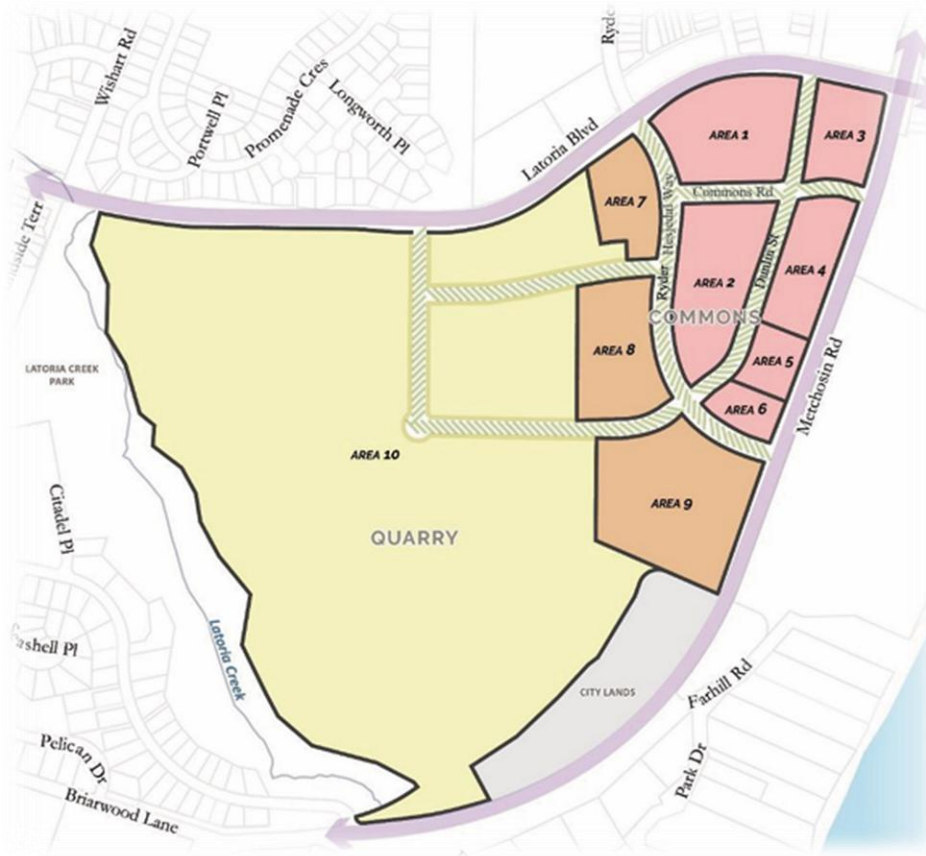 Wishart Rd
Portwell Pl
Promenade Cres
Longworth Pl
Latoria Blvd
AREA 1
AREA 3
AREA 7
Commons Rd
Ryder Hesjedal Way
AREA 2
Dunlin St
AREA 4
COMMONS
AREA 8
AREA 5
AREA 6
Metchosin Rd
LATORIA CREEK
PARK
AREA 10
AREA 9
QUARRY
Citadel Pl
Latoria Creek
CITY LANDS
Farhill Rd
Park Dr
Pelican Dr
Briarwood Lane